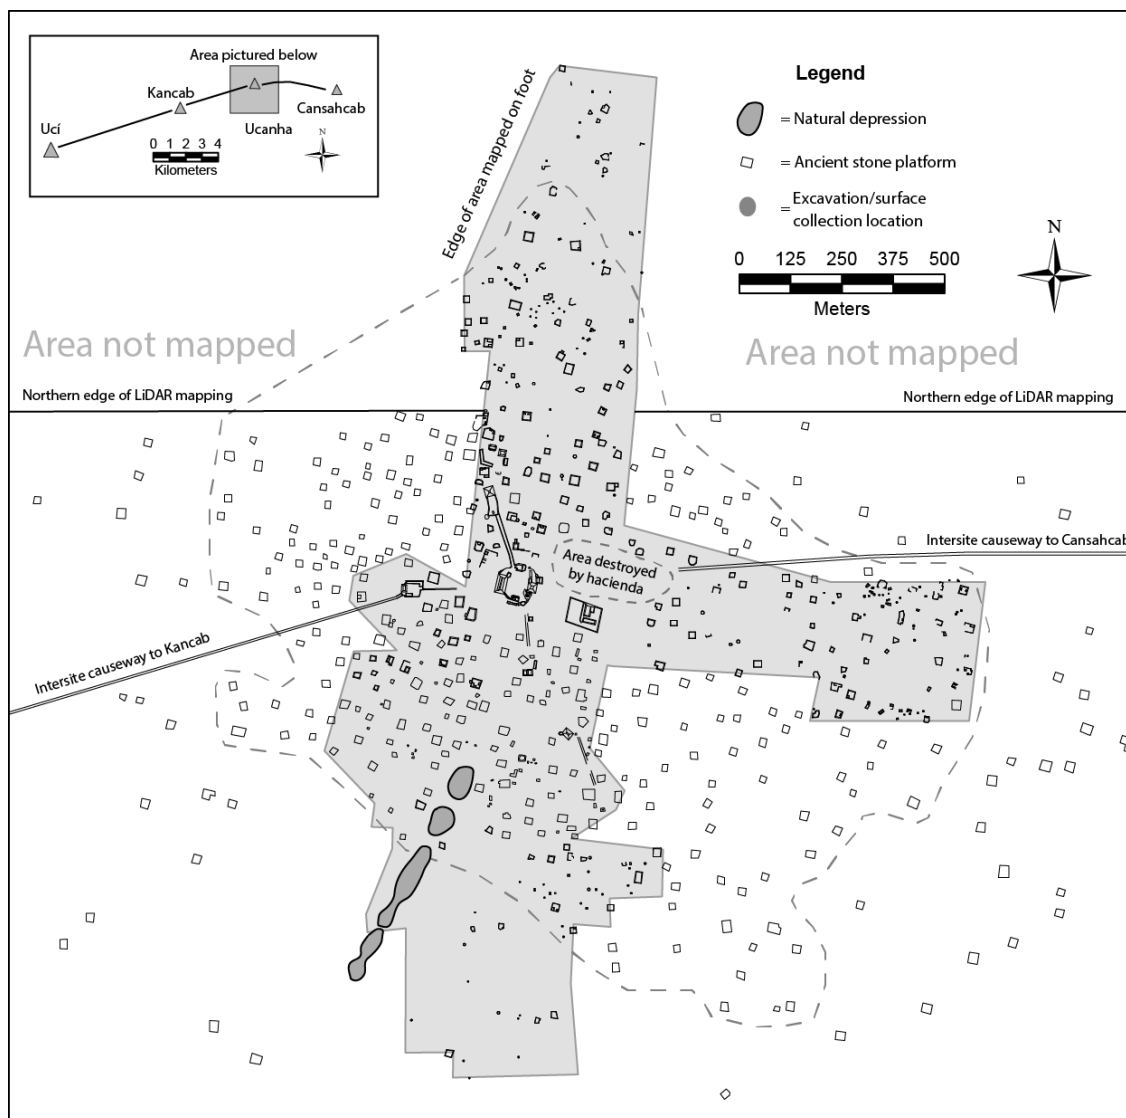 Area pictured below
Kancab
Cansahcab
Ucí
Ucanha
N
0 1 2 3 4
Kilometers
Edge of area mapped on foot
Legend
= Natural depression
= Ancient stone platform
= Excavation/surface
collection location
0 125 250 375 500
Meters
N
Area not mapped
Area not mapped
Northern edge of LiDAR mapping
Northern edge of LiDAR mapping
Intersite causeway to Cansahcab
Area destroyed
by hacienda
Intersite causeway to Kancab